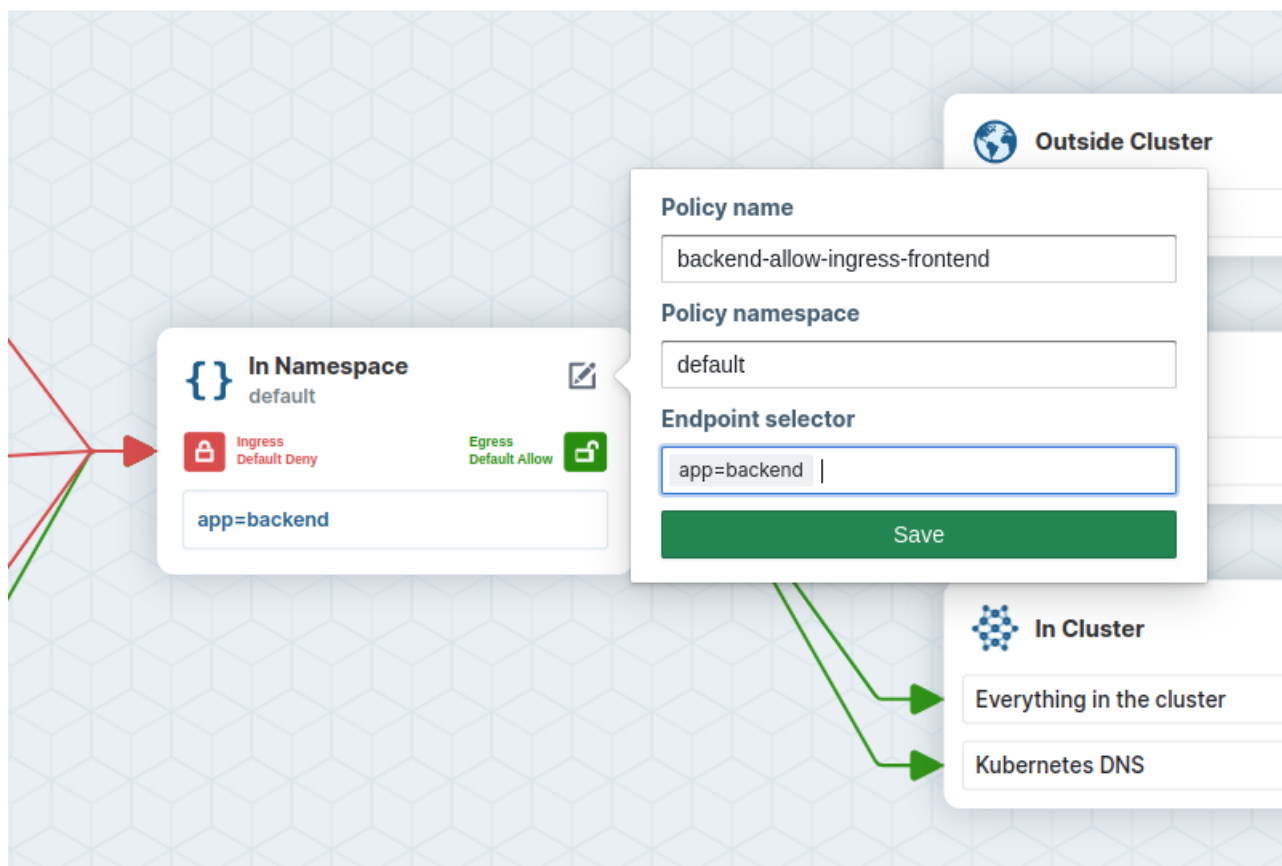 Outside Cluster
Policy name
backend-allow-ingress-frontend
Policy namespace
default
Endpoint selector
app=backend
Save
In Namespace
default
Ingress
Default Deny
Egress
Default Allow
app=backend
In Cluster
Everything in the cluster
Kubernetes DNS